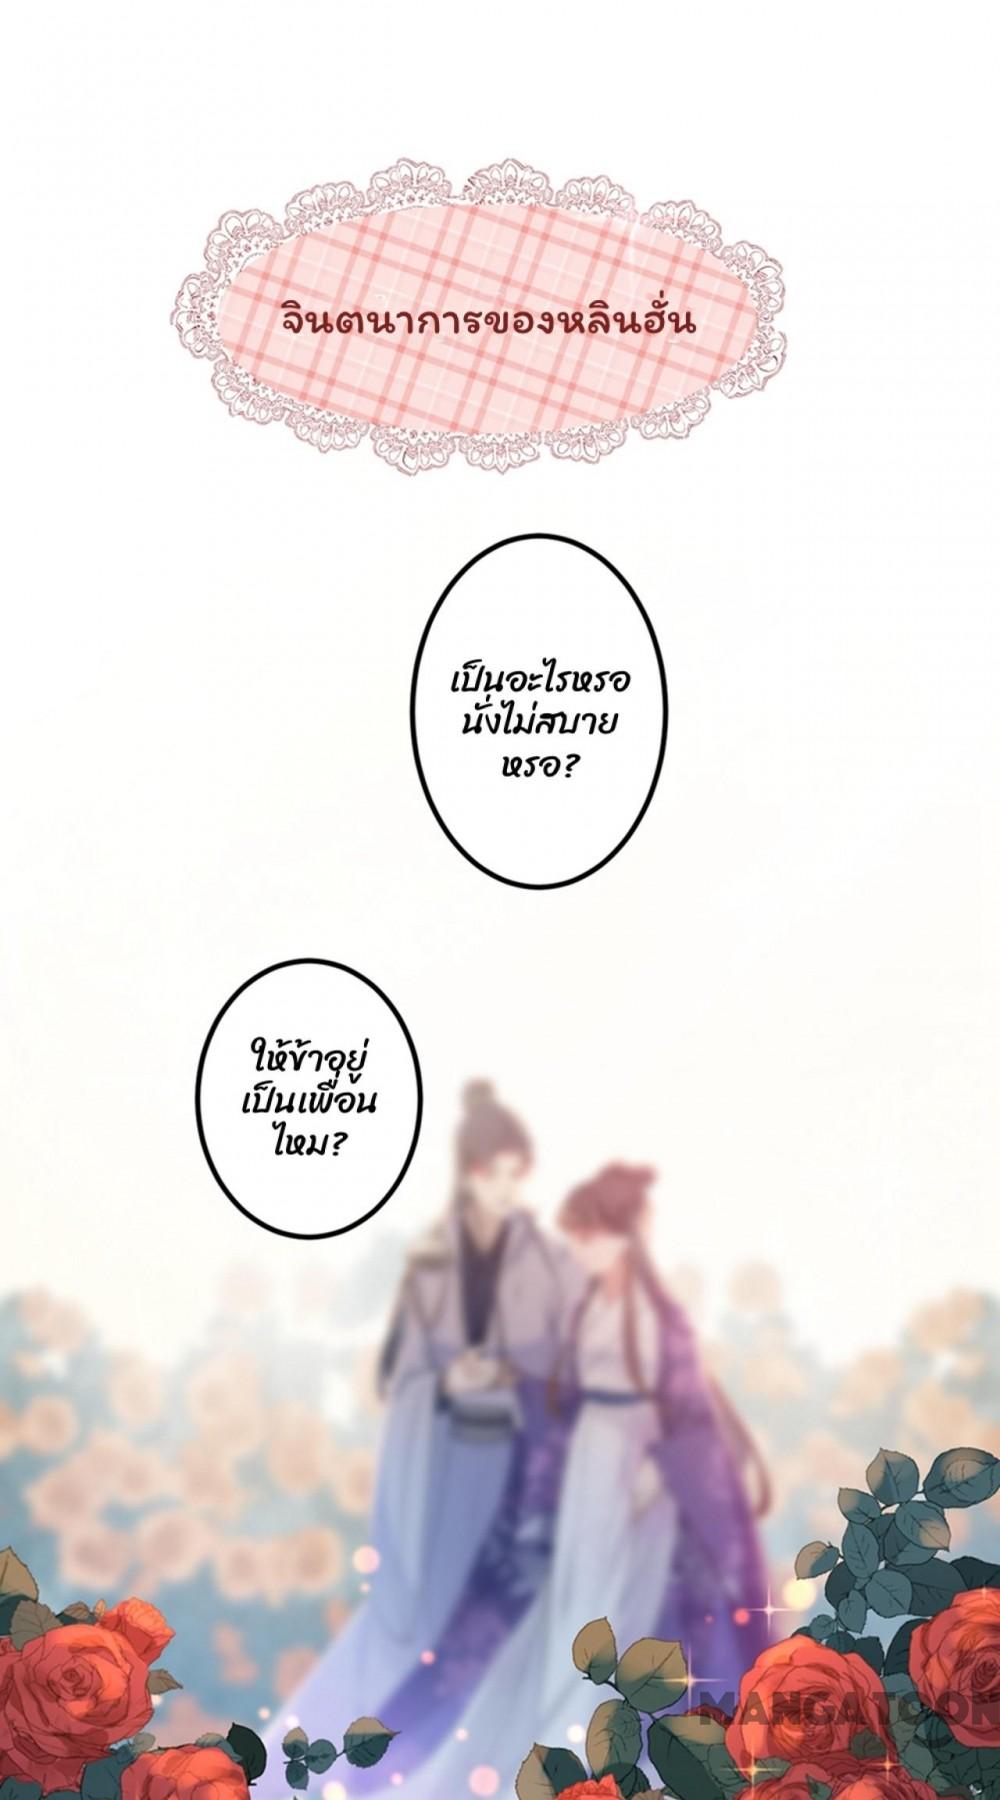 จินตนาการของหลินฮั่น
เป็นอะไรหรอ
นั่งไม่สบาย
หรอ?
ให้ข้าอยู่
เป็นเพื่อน
ไหม?
MANGATOON